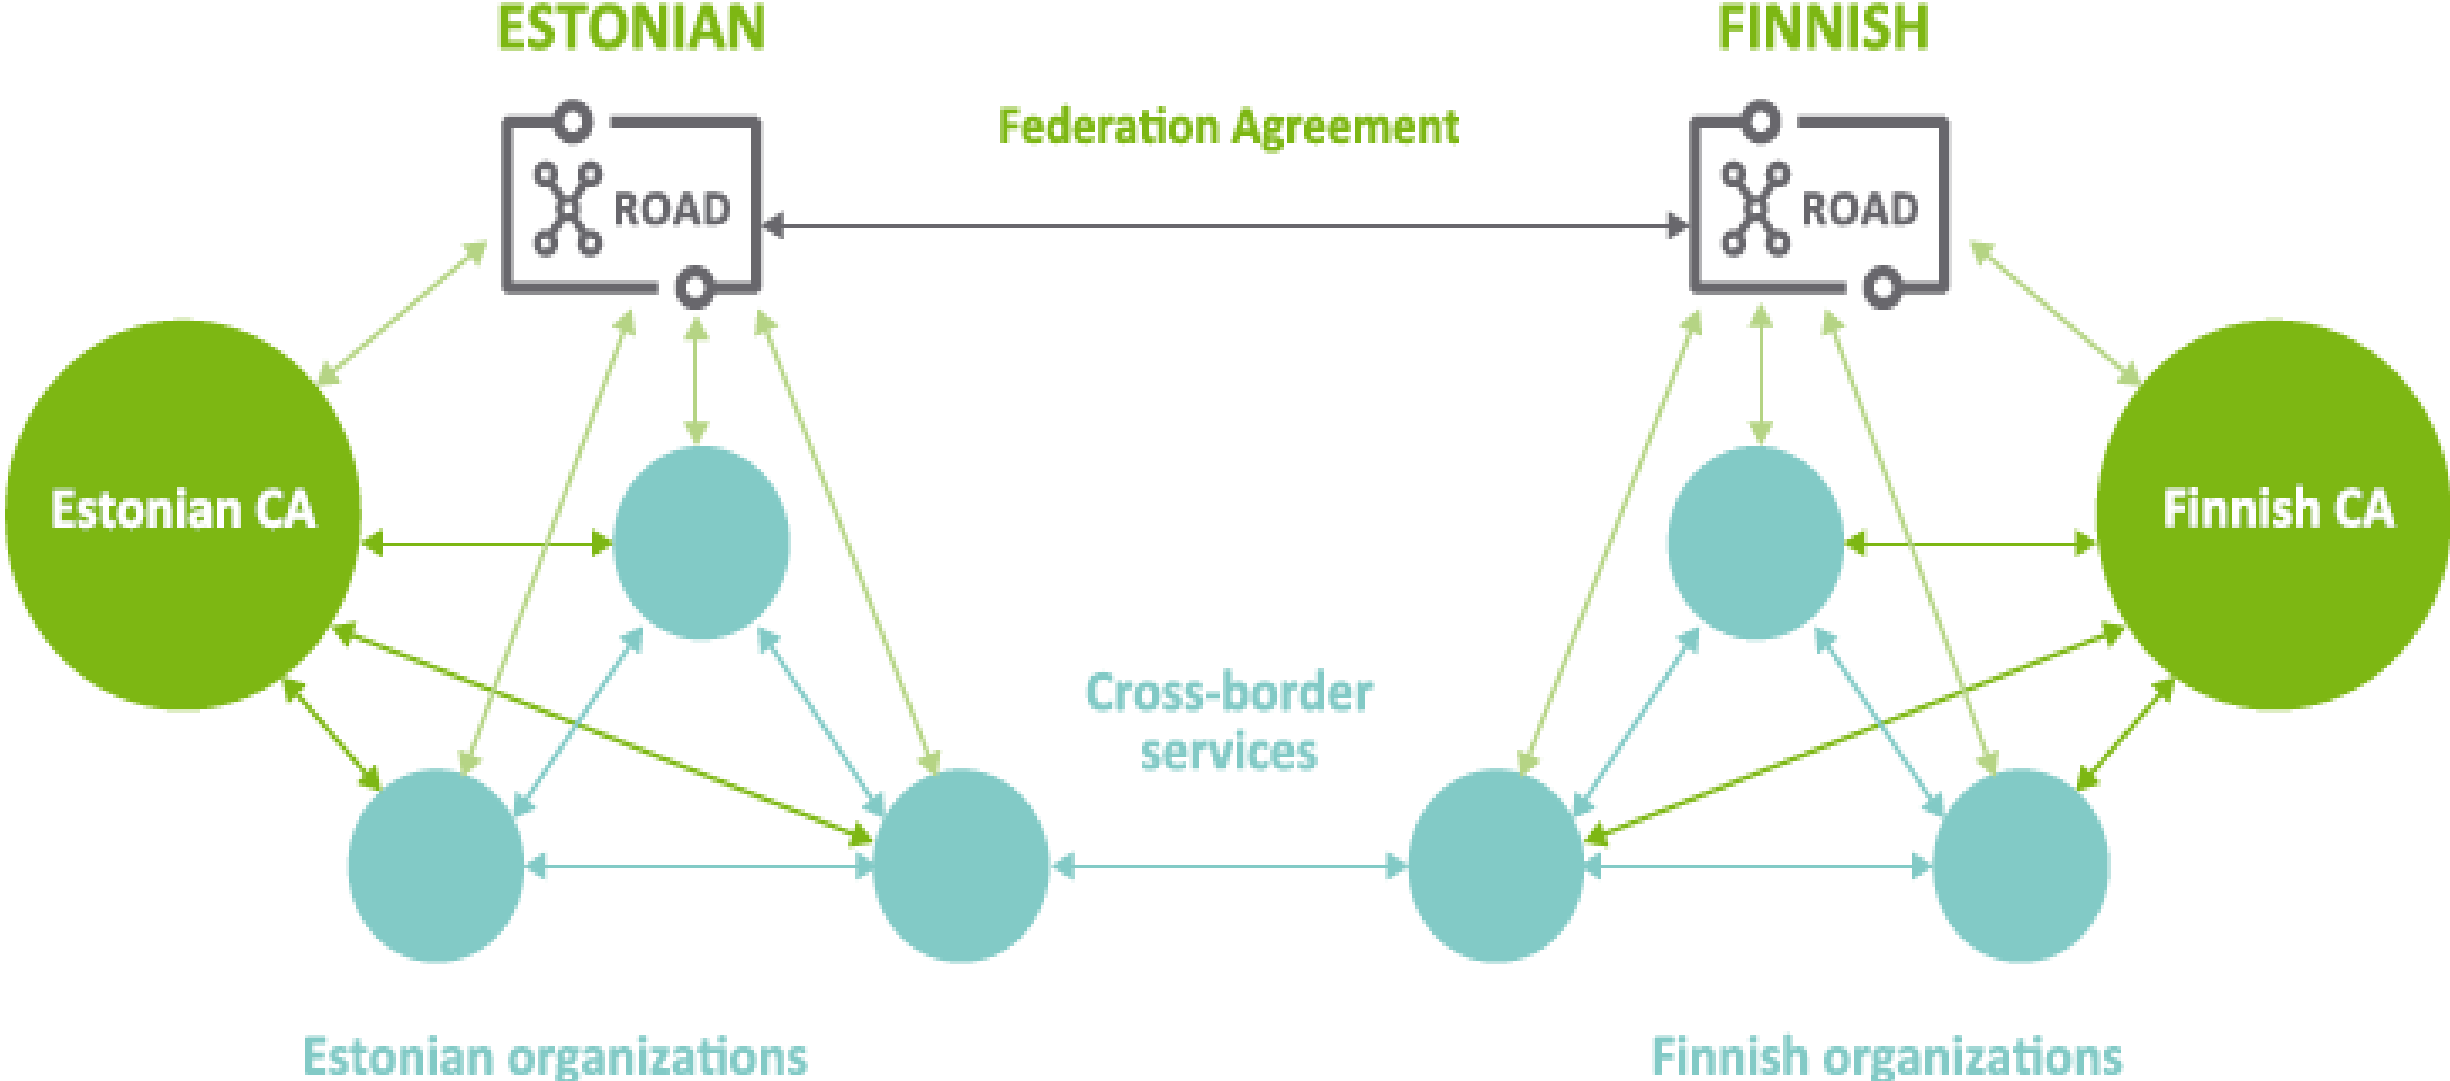 ESTONIAN
FINNISH
Federation Agreement
ROAD
ROAD
Estonian CA
Finnish CA
Cross-border
services
Estonian organizations
Finnish organizations